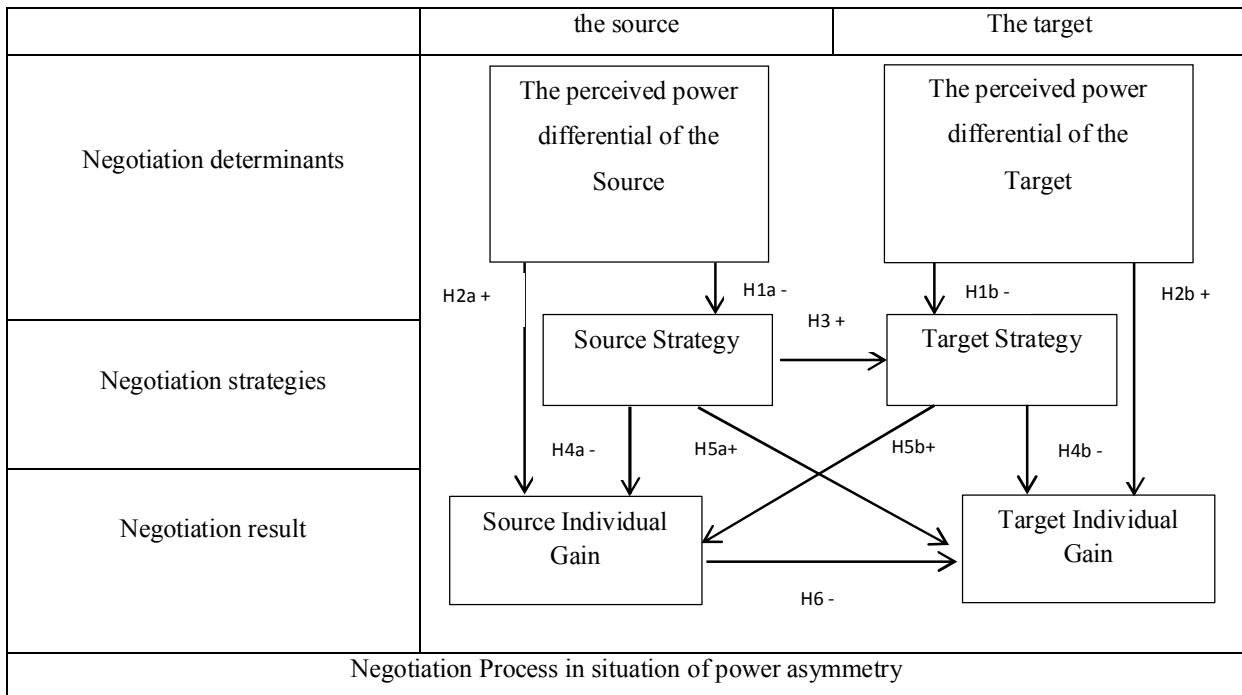 the source
The target
Negotiation determinants
The perceived power
differential of the
Source
The perceived power
differential of the
Target
H2a +
H1a -
H1b -
H2b +
Negotiation strategies
Source Strategy
H3 +
Target Strategy
H4a -
H5a+
H5b+
H4b -
Negotiation result
Source Individual
Gain
Target Individual
Gain
H6 -
Negotiation Process in situation of power asymmetry